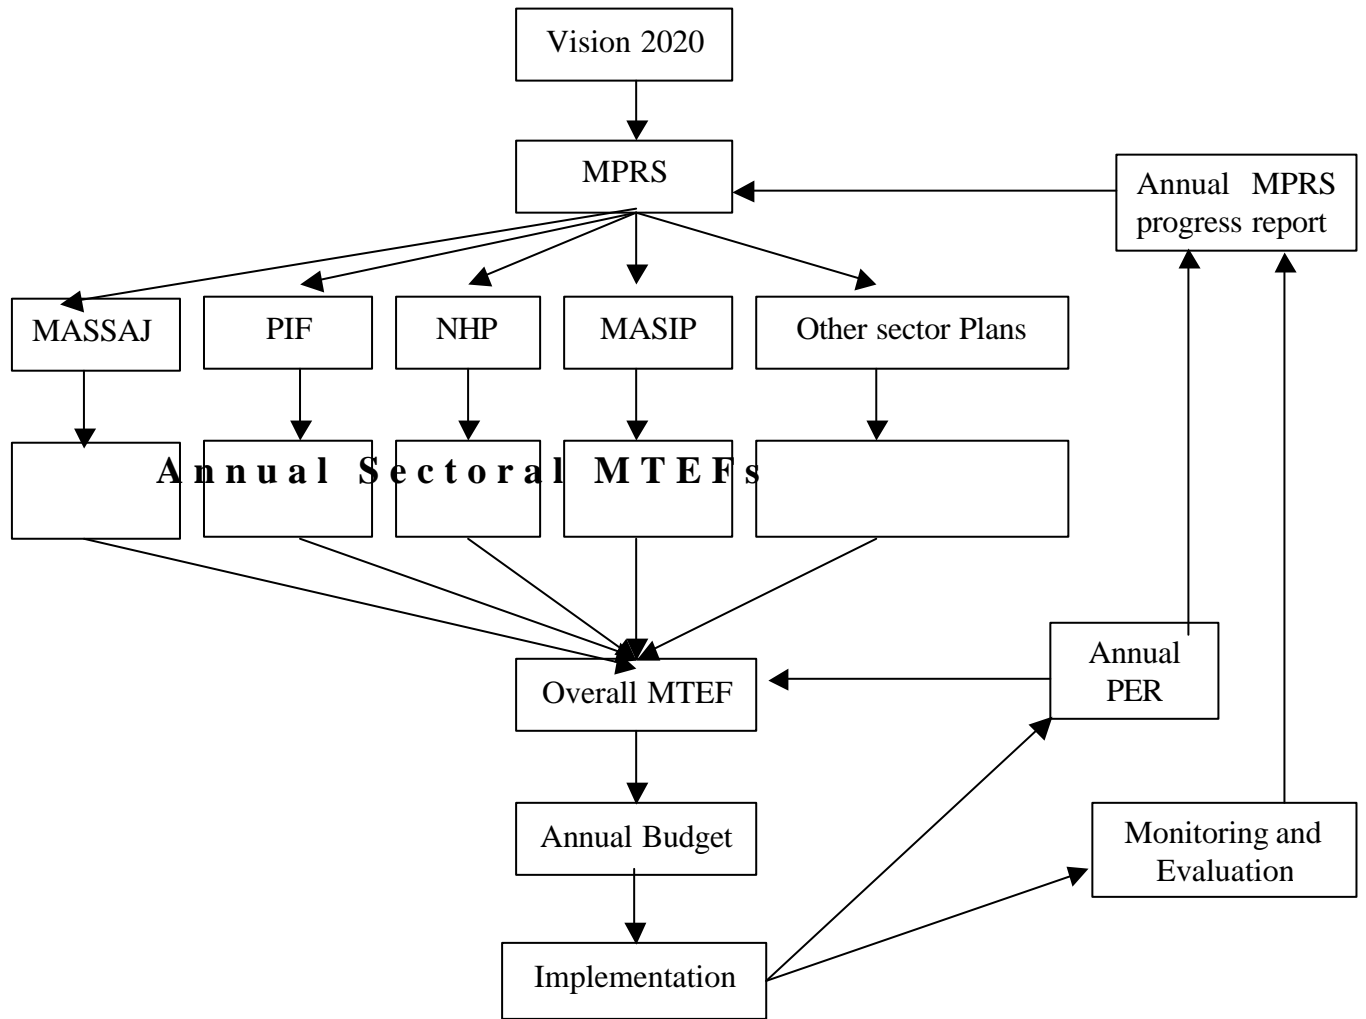 Vision 2020
MPRS
Annual MPRS
progress report
MASSAJ
PIF
NHP
MASIP
Other sector Plans
Annual Sectoral MTEFs
Overall MTEF
Annual
PER
Annual Budget
Monitoring and
Evaluation
Implementation